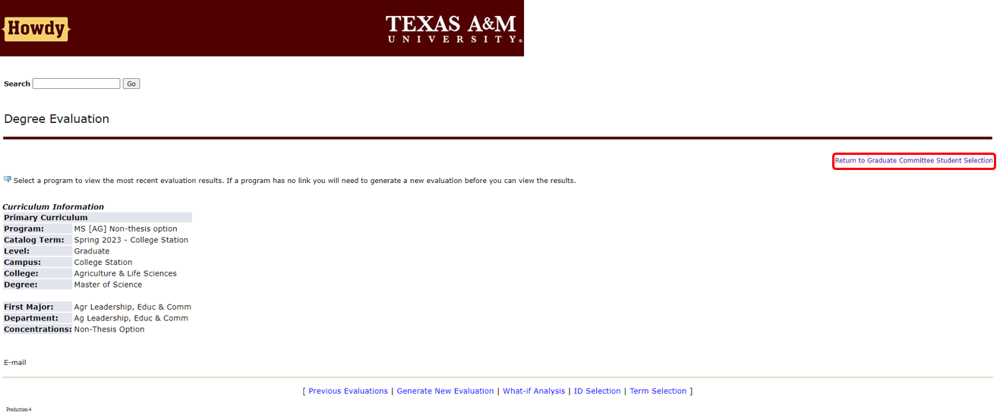 Howdy
TEXAS A&M
UNIVERSITY®
Search Go
Degree Evaluation
Return to Graduate Committee Student Selection
Select a program to view the most recent evaluation results. If a program has no link you will need to generate a new evaluation before you can view the results.
Curriculum Information
Primary Curriculum
Program: MS [AG] Non-thesis option
Catalog Term: Spring 2023 - College Station
Level: Graduate
Campus: College Station
College: Agriculture & Life Sciences
Degree: Master of Science
First Major: Agr Leadership, Educ & Comm
Department: Ag Leadership, Educ & Comm
Concentrations: Non-Thesis Option
E-mail
[ Previous Evaluations | Generate New Evaluation | What-if Analysis | ID Selection | Term Selection ]
Production-4